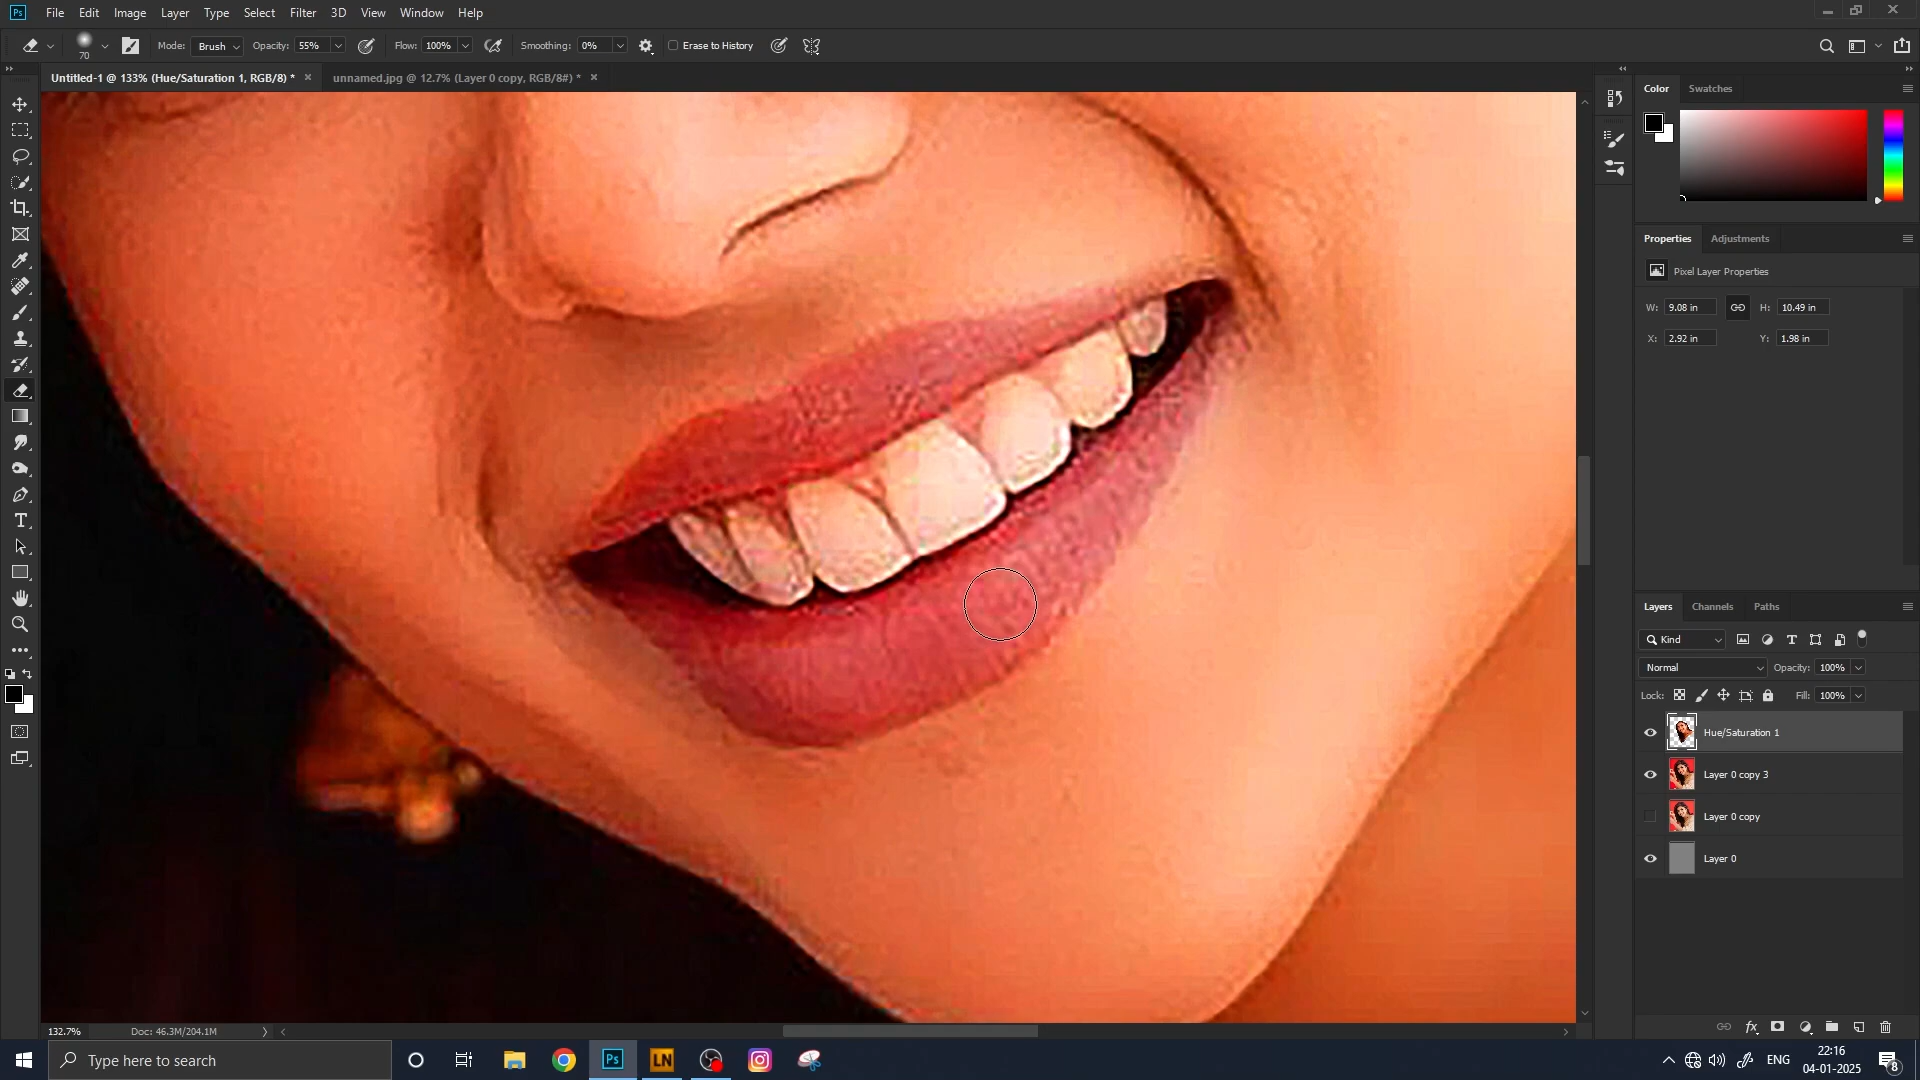 Ps File Edit Image Layer Type Select Filter 3D View Window Help
70 Mode: Brush Opacity: 55% Flow: 100% Smoothing: 0% Erase to History
Untitled-1 @ 133% (Hue/Saturation 1, RGB/8) * × unnamed.jpg @ 12.7% (Layer 0 copy, RGB/8#) * ×
Color Swatches
Properties Adjustments
Pixel Layer Properties
W: 9.08 in H: 10.49 in
X: 2.92 in Y: 1.98 in
Layers Channels Paths
Kind
Normal Opacity: 100%
Lock: Fill: 100%
Hue/Saturation 1
Layer 0 copy 3
Layer 0 copy
Layer 0
132.7% Doc: 46.3M/204.1M
Type here to search
Ps LN ENG
22:16
04-01-2025
8